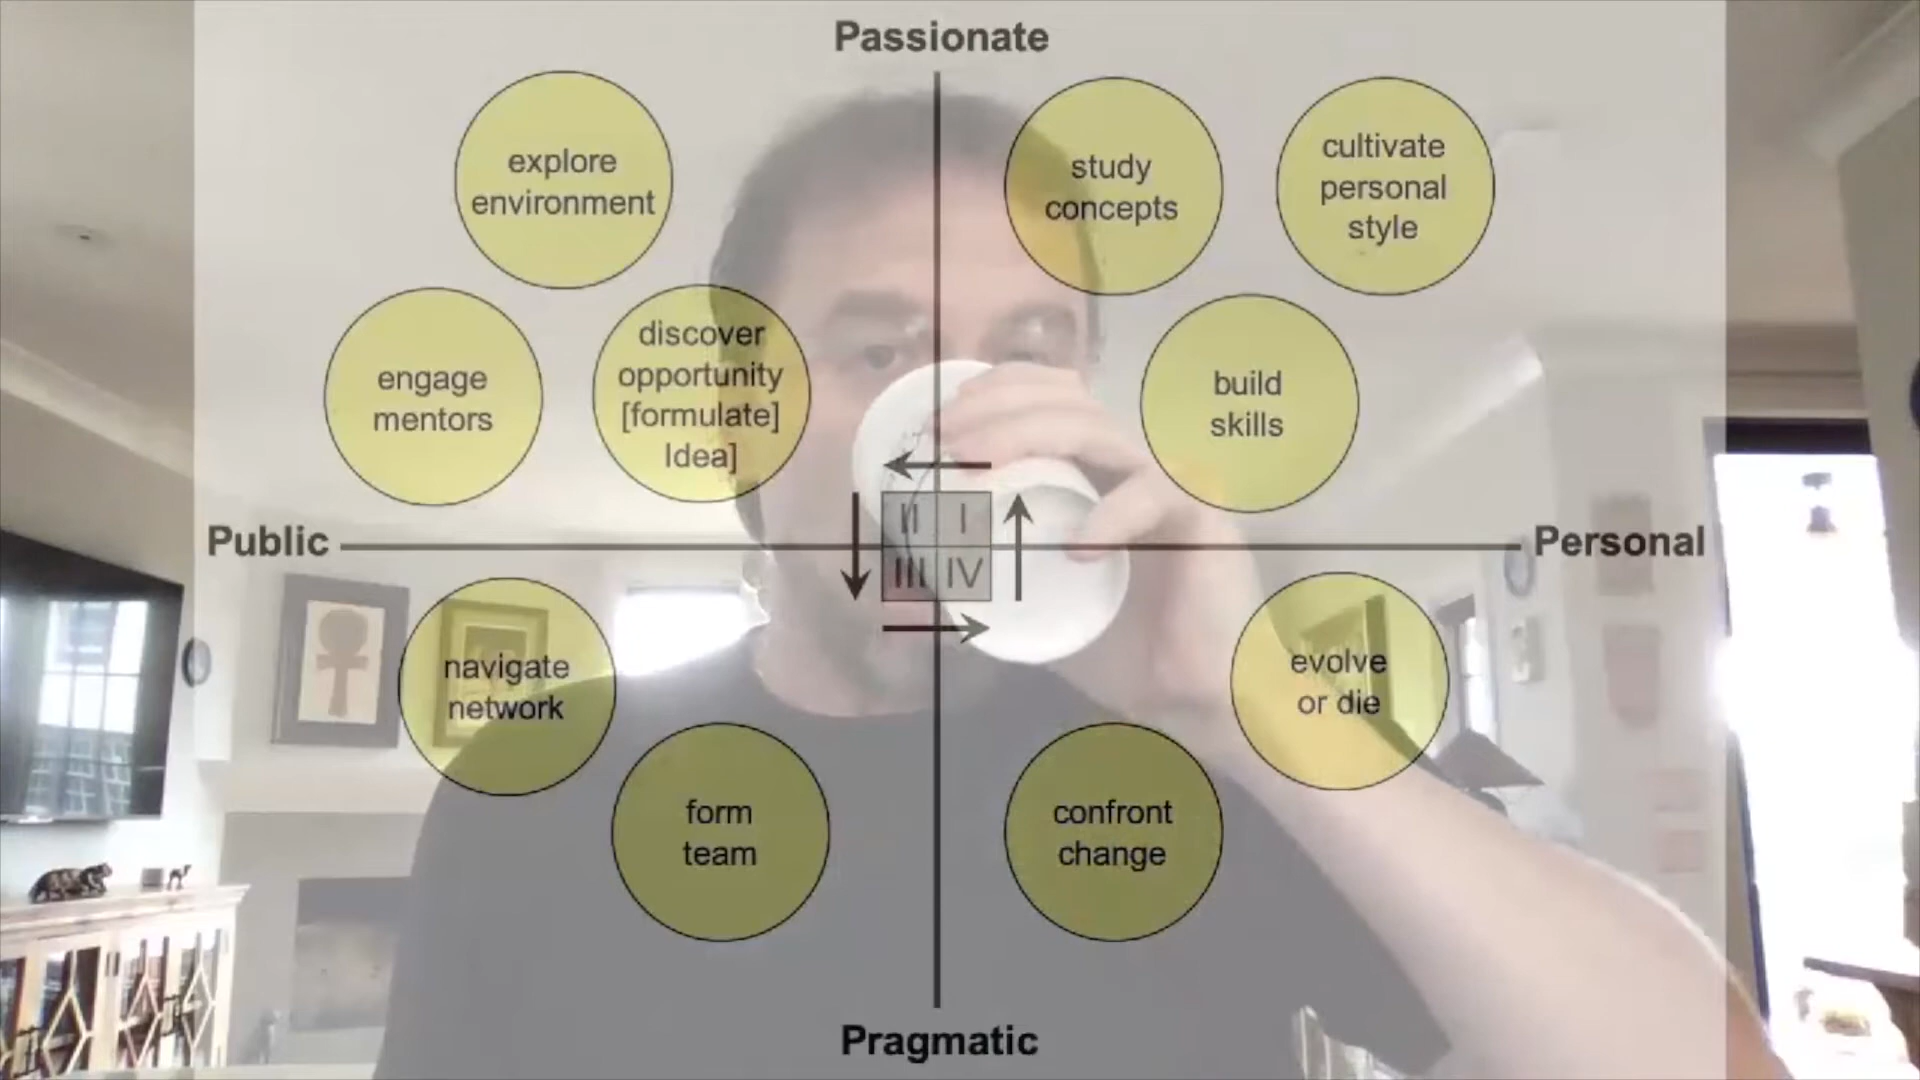 Passionate
explore
environment
study
concepts
cultivate
personal
style
engage
mentors
discover
opportunity
[formulate]
Idea]
build
skills
II I
III IV
Public
Personal
navigate
network
evolve
or die
form
team
confront
change
Pragmatic